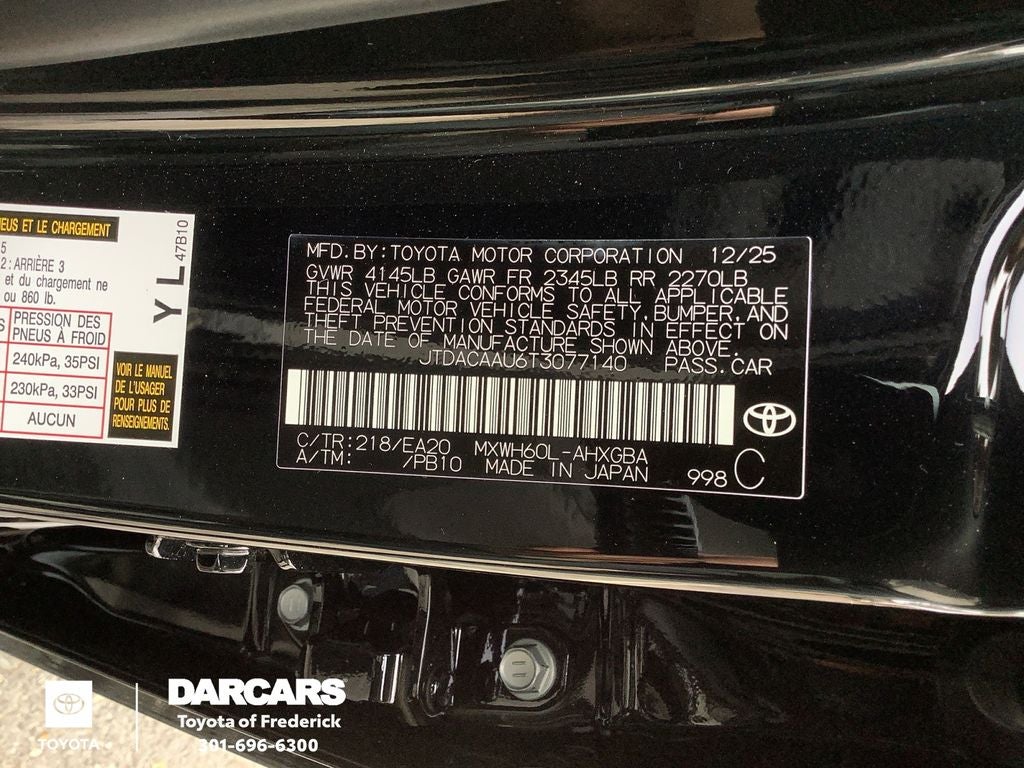 NEUS ET LE CHARGEMENT
5
2 : ARRIÈRE 3
et du chargement ne
ou 860 lb.
S
PRESSION DES
PNEUS À FROID
240kPa, 35PSI
230kPa, 33PSI
AUCUN
VOIR LE MANUEL
DE L'USAGER
POUR PLUS DE
RENSEIGNEMENTS.
YL
47B10
MFD.BY:TOYOTA MOTOR CORPORATION 12/25
GVWR 4145LB GAWR FR 2345LB RR 2270LB
THIS VEHICLE CONFORMS TO ALL APPLICABLE
FEDERAL MOTOR VEHICLE SAFETY,BUMPER,AND
THEFT PREVENTION STANDARDS IN EFFECT ON
THE DATE OF MANUFACTURE SHOWN ABOVE.
JTDACAAU6T3077140 PASS.CAR
C/TR:218/EA20 MXWH60L-AHXGBA
A/TM: /PB10 MADE IN JAPAN
998 C
TOYOTA
DARCARS
Toyota of Frederick
301-696-6300